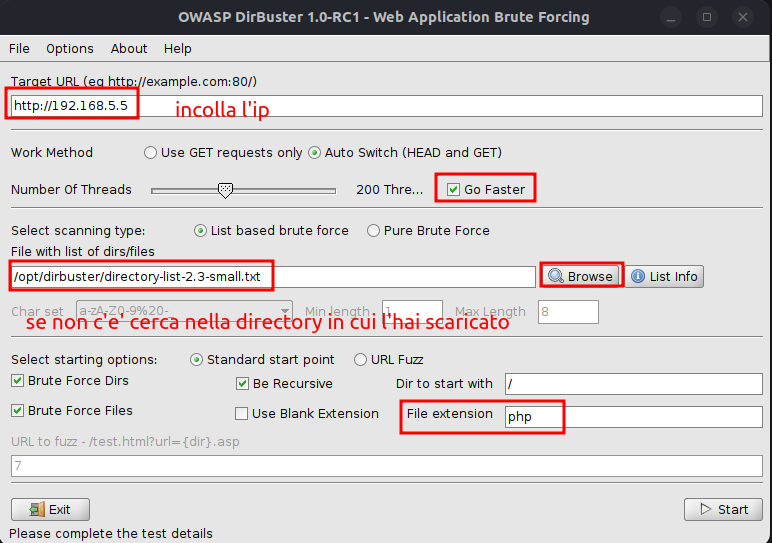 OWASP DirBuster 1.0-RC1 - Web Application Brute Forcing
File Options About Help
Target URL (eg http://example.com:80/)
http://192.168.5.5
incolla l'ip
Work Method Use GET requests only Auto Switch (HEAD and GET)
Number Of Threads 200 Thre... Go Faster
Select scanning type: List based brute force Pure Brute Force
File with list of dirs/files
/opt/dirbuster/directory-list-2.3-small.txt Browse List Info
Char set a-zA-Z0-9%20-_ Min length 1 Max Length 8
se non c'e' cerca nella directory in cui l'hai scaricato
Select starting options: Standard start point URL Fuzz
Brute Force Dirs Be Recursive Dir to start with /
Brute Force Files Use Blank Extension File extension php
URL to fuzz - /test.html?url={dir}.asp
7
Exit Start
Please complete the test details